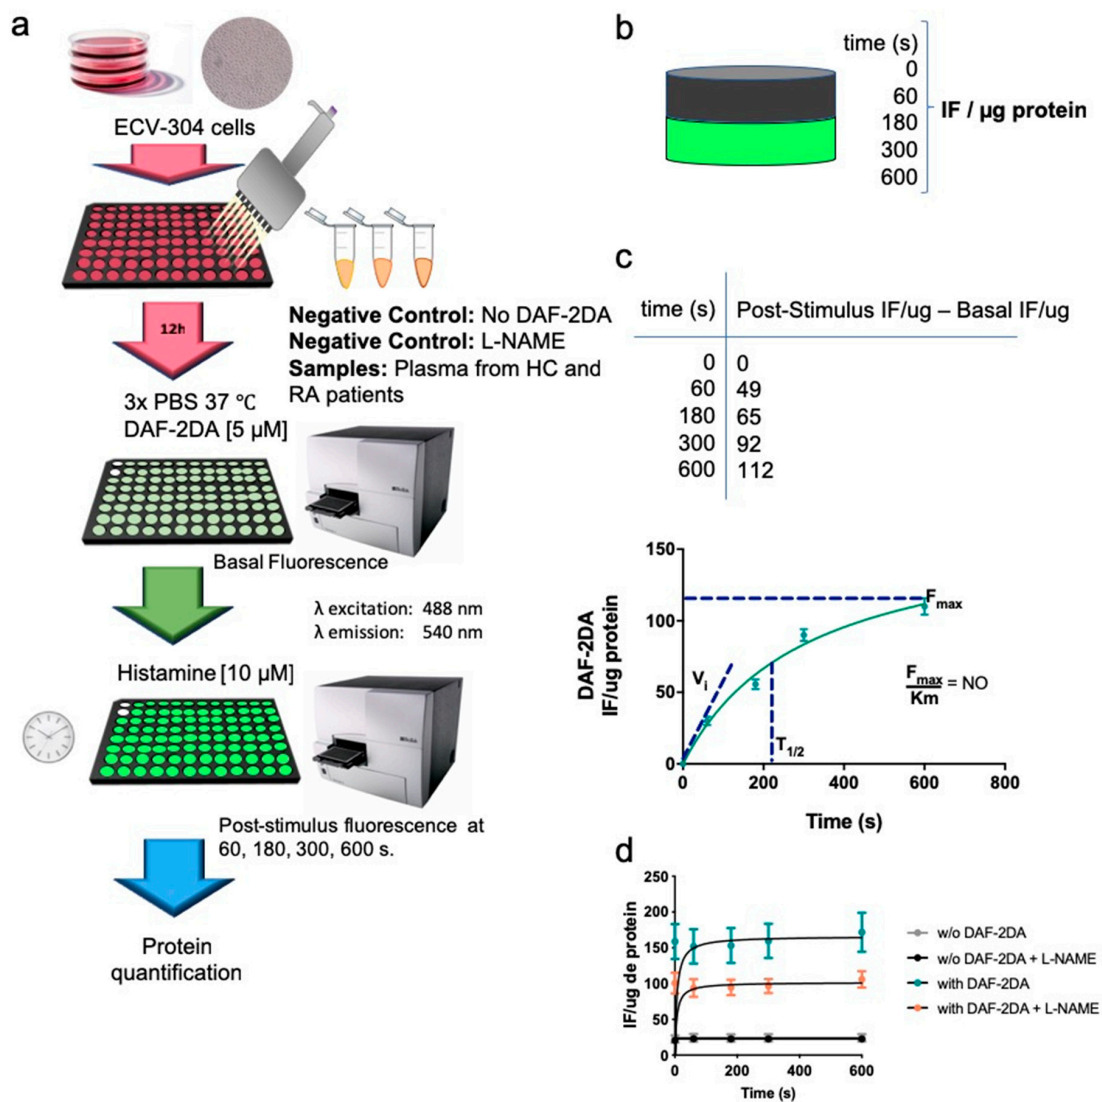 a
ECV-304 cells
12h
Negative Control: No DAF-2DA
Negative Control: L-NAME
Samples: Plasma from HC and
RA patients
3x PBS 37 ℃
DAF-2DA [5 µM]
Basal Fluorescence
λ excitation: 488 nm
λ emission: 540 nm
Histamine [10 µM]
Post-stimulus fluorescence at
60, 180, 300, 600 s.
Protein
quantification
b
time (s)
0
60
180
300
600
IF / µg protein
c
time (s) Post-Stimulus IF/ug – Basal IF/ug
0 0
60 49
180 65
300 92
600 112
150
100
50
0
DAF-2DA
IF/ug protein
Fmax
Vi
T1/2
Fmax
Km
= NO
0 200 400 600 800
Time (s)
d
250
200
150
100
50
0
IF/ug de protein
0 200 400 600
Time (s)
w/o DAF-2DA
w/o DAF-2DA + L-NAME
with DAF-2DA
with DAF-2DA + L-NAME